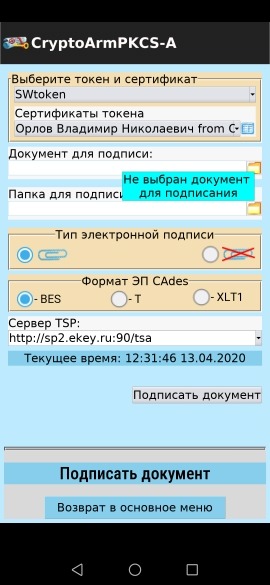 CryptoArmPKCS-A
Выберите токен и сертификат
SWtoken
Сертификаты токена
Орлов Владимир Николаевич from C
Документ для подписи:
Не выбран документ
для подписания
Папка для подписи
Тип электронной подписи
Формат ЭП CAdes
- BES - T - XLT1
Сервер TSP:
http://sp2.ekey.ru:90/tsa
Текущее время: 12:31:46 13.04.2020
Подписать документ
Подписать документ
Возврат в основное меню